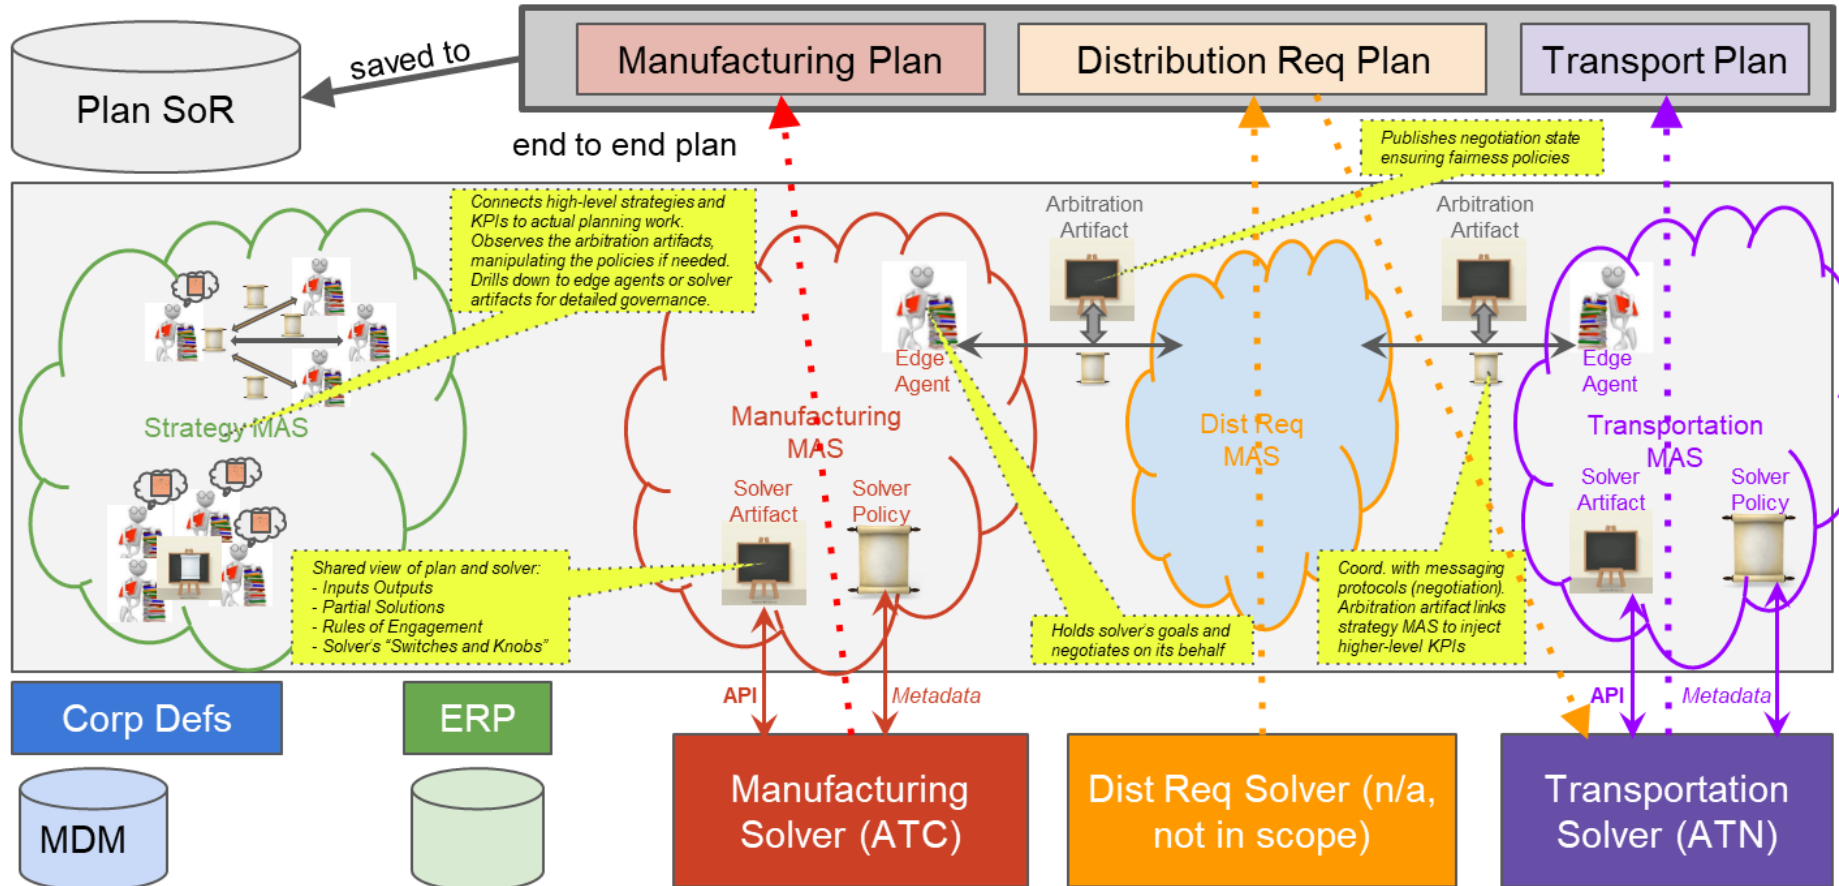 Plan SoR
saved to
Manufacturing Plan
Distribution Req Plan
Transport Plan
end to end plan
Publishes negotiation state
ensuring fairness policies
Connects high-level strategies and
KPIs to actual planning work.
Observes the arbitration artifacts,
manipulating the policies if needed.
Drills down to edge agents or solver
artifacts for detailed governance.
Arbitration
Artifact
Arbitration
Artifact
Edge
Agent
Edge
Agent
Strategy MAS
Manufacturing
MAS
Dist Req
MAS
Transportation
MAS
Solver
Artifact
Solver
Policy
Solver
Artifact
Solver
Policy
Shared view of plan and solver:
- Inputs Outputs
- Partial Solutions
- Rules of Engagement
- Solver's “Switches and Knobs”
Holds solver's goals and
negotiates on its behalf
Coord. with messaging
protocols (negotiation).
Arbitration artifact links
strategy MAS to inject
higher-level KPIs
API
Metadata
API
Metadata
Corp Defs
ERP
MDM
Manufacturing
Solver (ATC)
Dist Req Solver (n/a,
not in scope)
Transportation
Solver (ATN)